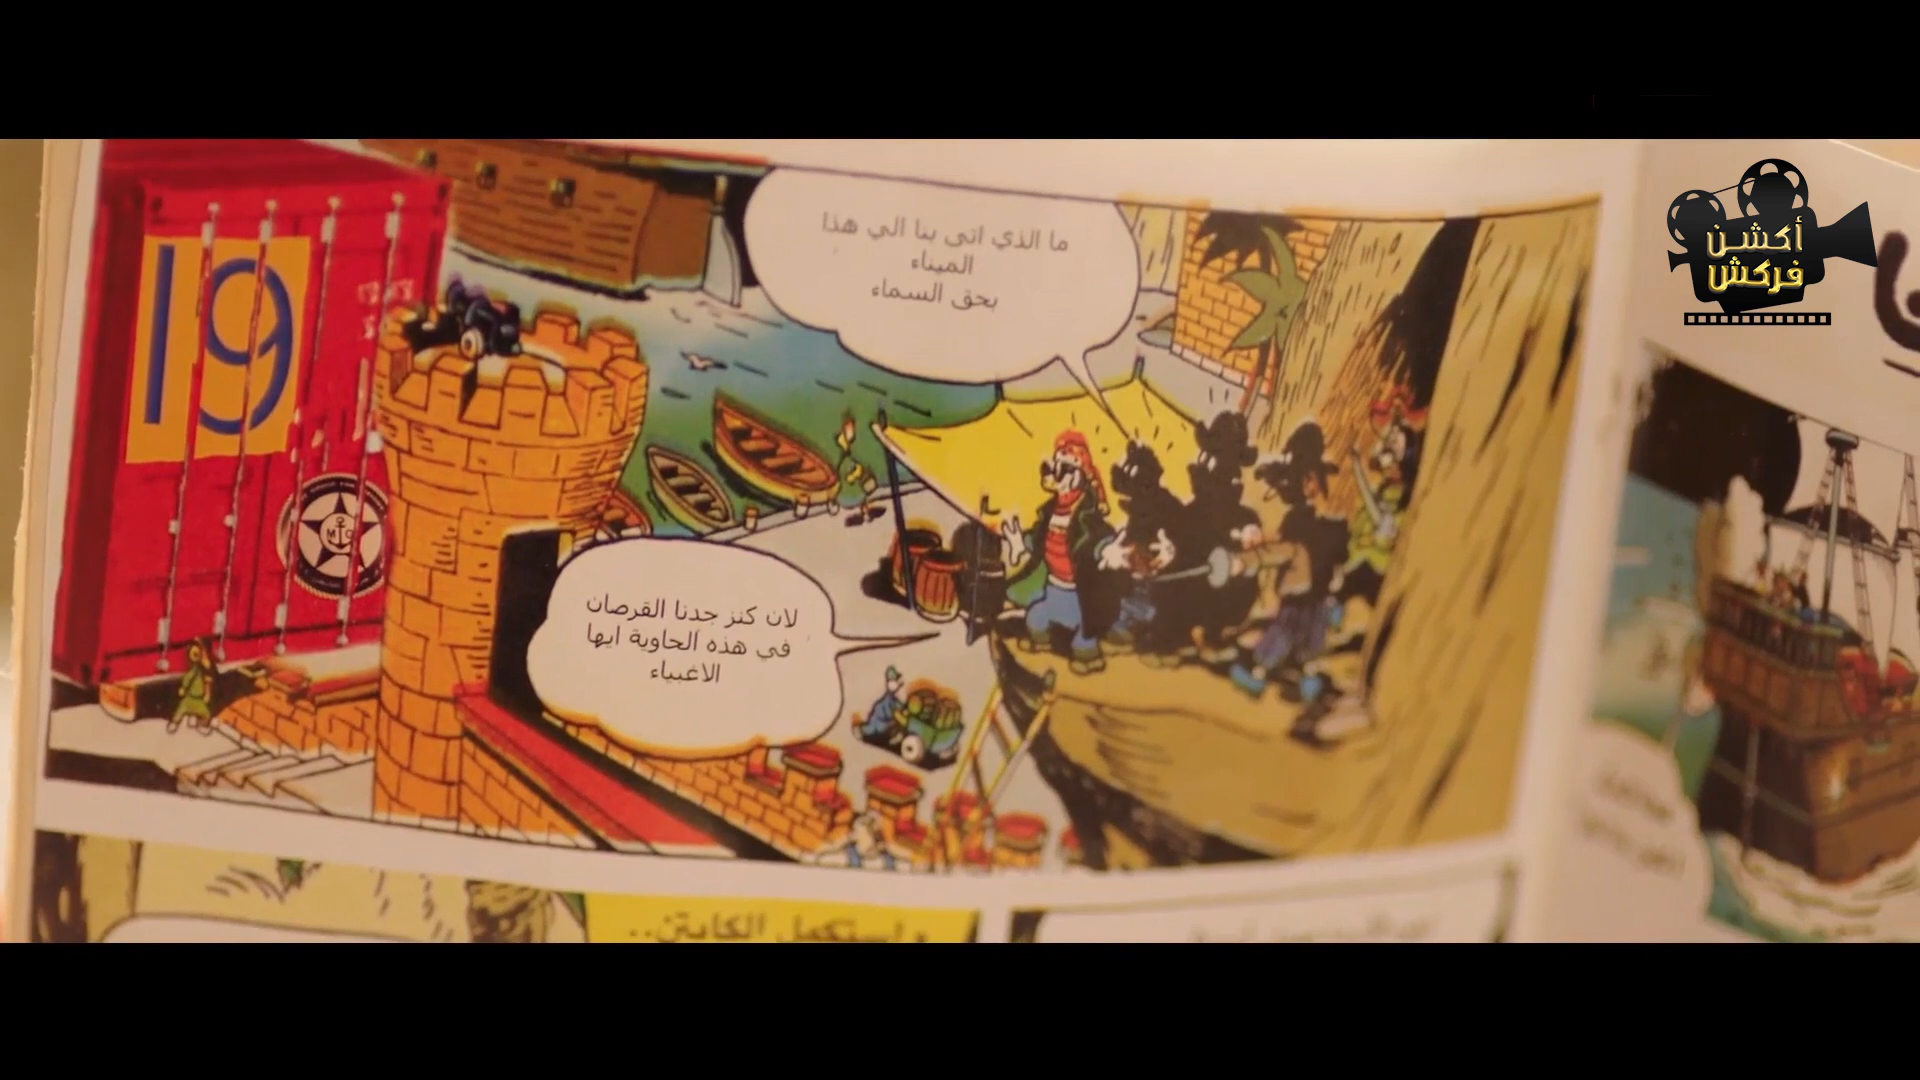 ما الذي اتى بنا الي هذا
الميناء
بحق السماء
19
M C
لان كنز جدنا القرصان
في هذه الحاوية ايها
الاغبياء
و استكمل الكابتن..
أكشن
فركش